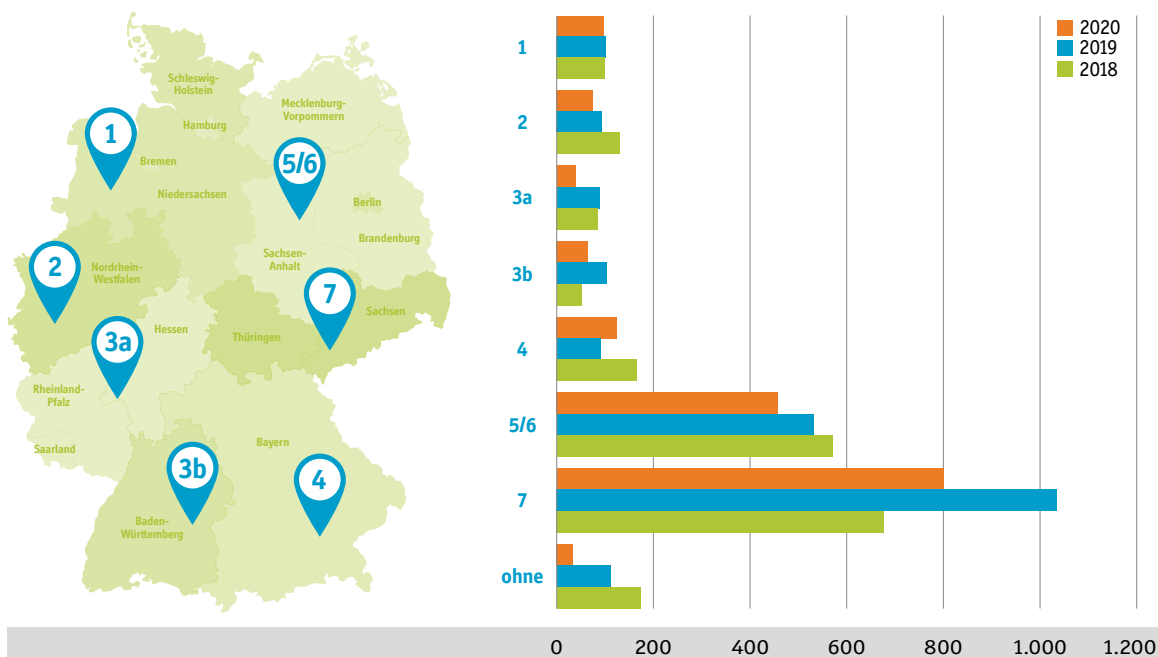 Schleswig-
Holstein
Mecklenburg-
Vorpommern
Hamburg
1
5/6
Bremen
Niedersachsen
Berlin
Brandenburg
Sachsen-
Anhalt
2
Nordrhein-
Westfalen
7
Sachsen
Hessen
Thüringen
3a
Rheinland-
Pfalz
Saarland
Bayern
3b
4
Baden-
Württemberg
2020
2019
2018
1
2
3a
3b
4
5/6
7
ohne
0 200 400 600 800 1.000 1.200